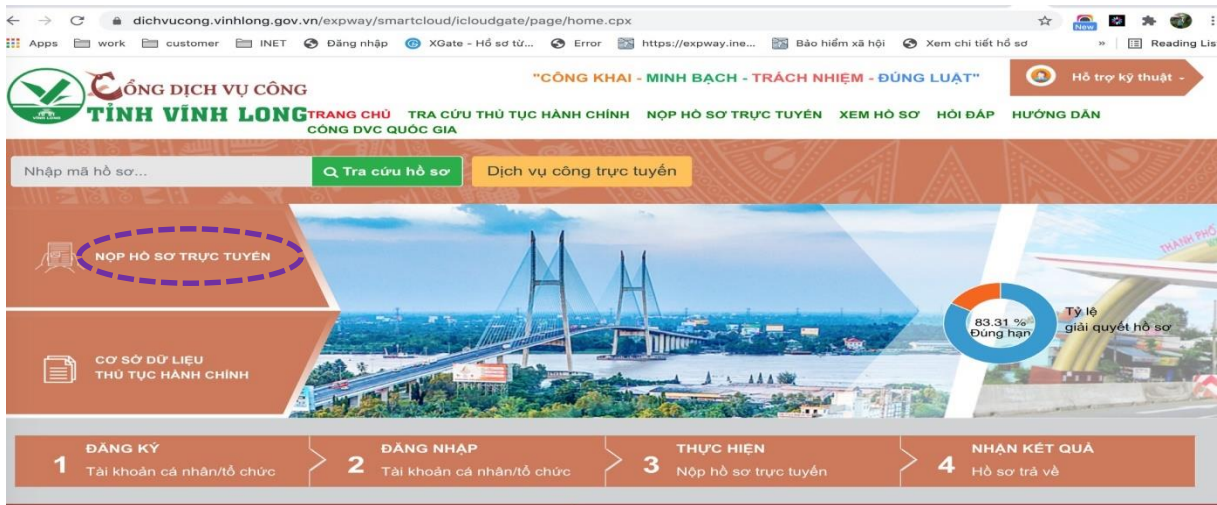 dichvucong.vinhlong.gov.vn/expway/smartcloud/icloudgate/page/home.cpx
New
Apps work customer INET Đăng nhập XGate - Hồ sơ từ... Error https://expway.ine... Bảo hiểm xã hội Xem chi tiết hồ sơ » Reading Lis
"CÔNG KHAI - MINH BẠCH - TRÁCH NHIỆM - ĐÚNG LUẬT"
Hỗ trợ kỹ thuật
CỔNG DỊCH VỤ CÔNG
TỈNH VĨNH LONG
VĨNH LONG
TRANG CHỦ TRA CỨU THỦ TỤC HÀNH CHÍNH NỘP HỒ SƠ TRỰC TUYẾN XEM HỒ SƠ HỎI ĐÁP HƯỚNG DẪN
CỔNG DVC QUỐC GIA
Nhập mã hồ sơ... Tra cứu hồ sơ Dịch vụ công trực tuyến
NỘP HỒ SƠ TRỰC TUYẾN
THÀNH PHỐ
83.31 %
Đúng hạn
Tỷ lệ
giải quyết hồ sơ
CƠ SỞ DỮ LIỆU
THỦ TỤC HÀNH CHÍNH
1 ĐĂNG KÝ
Tài khoản cá nhân/tổ chức
2 ĐĂNG NHẬP
Tài khoản cá nhân/tổ chức
3 THỰC HIỆN
Nộp hồ sơ trực tuyến
4 NHẬN KẾT QUẢ
Hồ sơ trả về